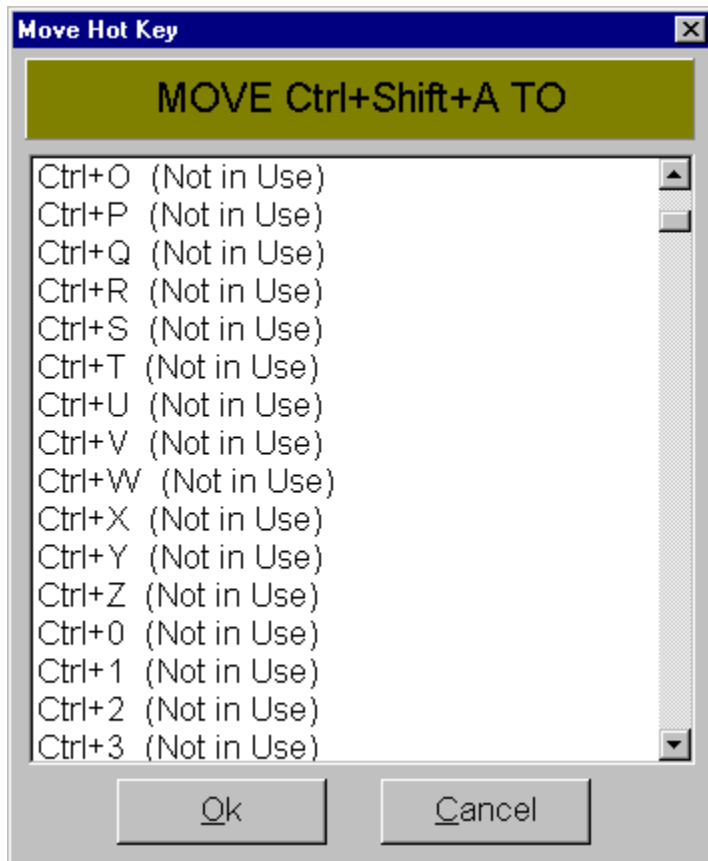 Move Hot Key
MOVE Ctrl+Shift+A TO
Ctrl+O (Not in Use)
Ctrl+P (Not in Use)
Ctrl+Q (Not in Use)
Ctrl+R (Not in Use)
Ctrl+S (Not in Use)
Ctrl+T (Not in Use)
Ctrl+U (Not in Use)
Ctrl+V (Not in Use)
Ctrl+W (Not in Use)
Ctrl+X (Not in Use)
Ctrl+Y (Not in Use)
Ctrl+Z (Not in Use)
Ctrl+0 (Not in Use)
Ctrl+1 (Not in Use)
Ctrl+2 (Not in Use)
Ctrl+3 (Not in Use)
Ok Cancel